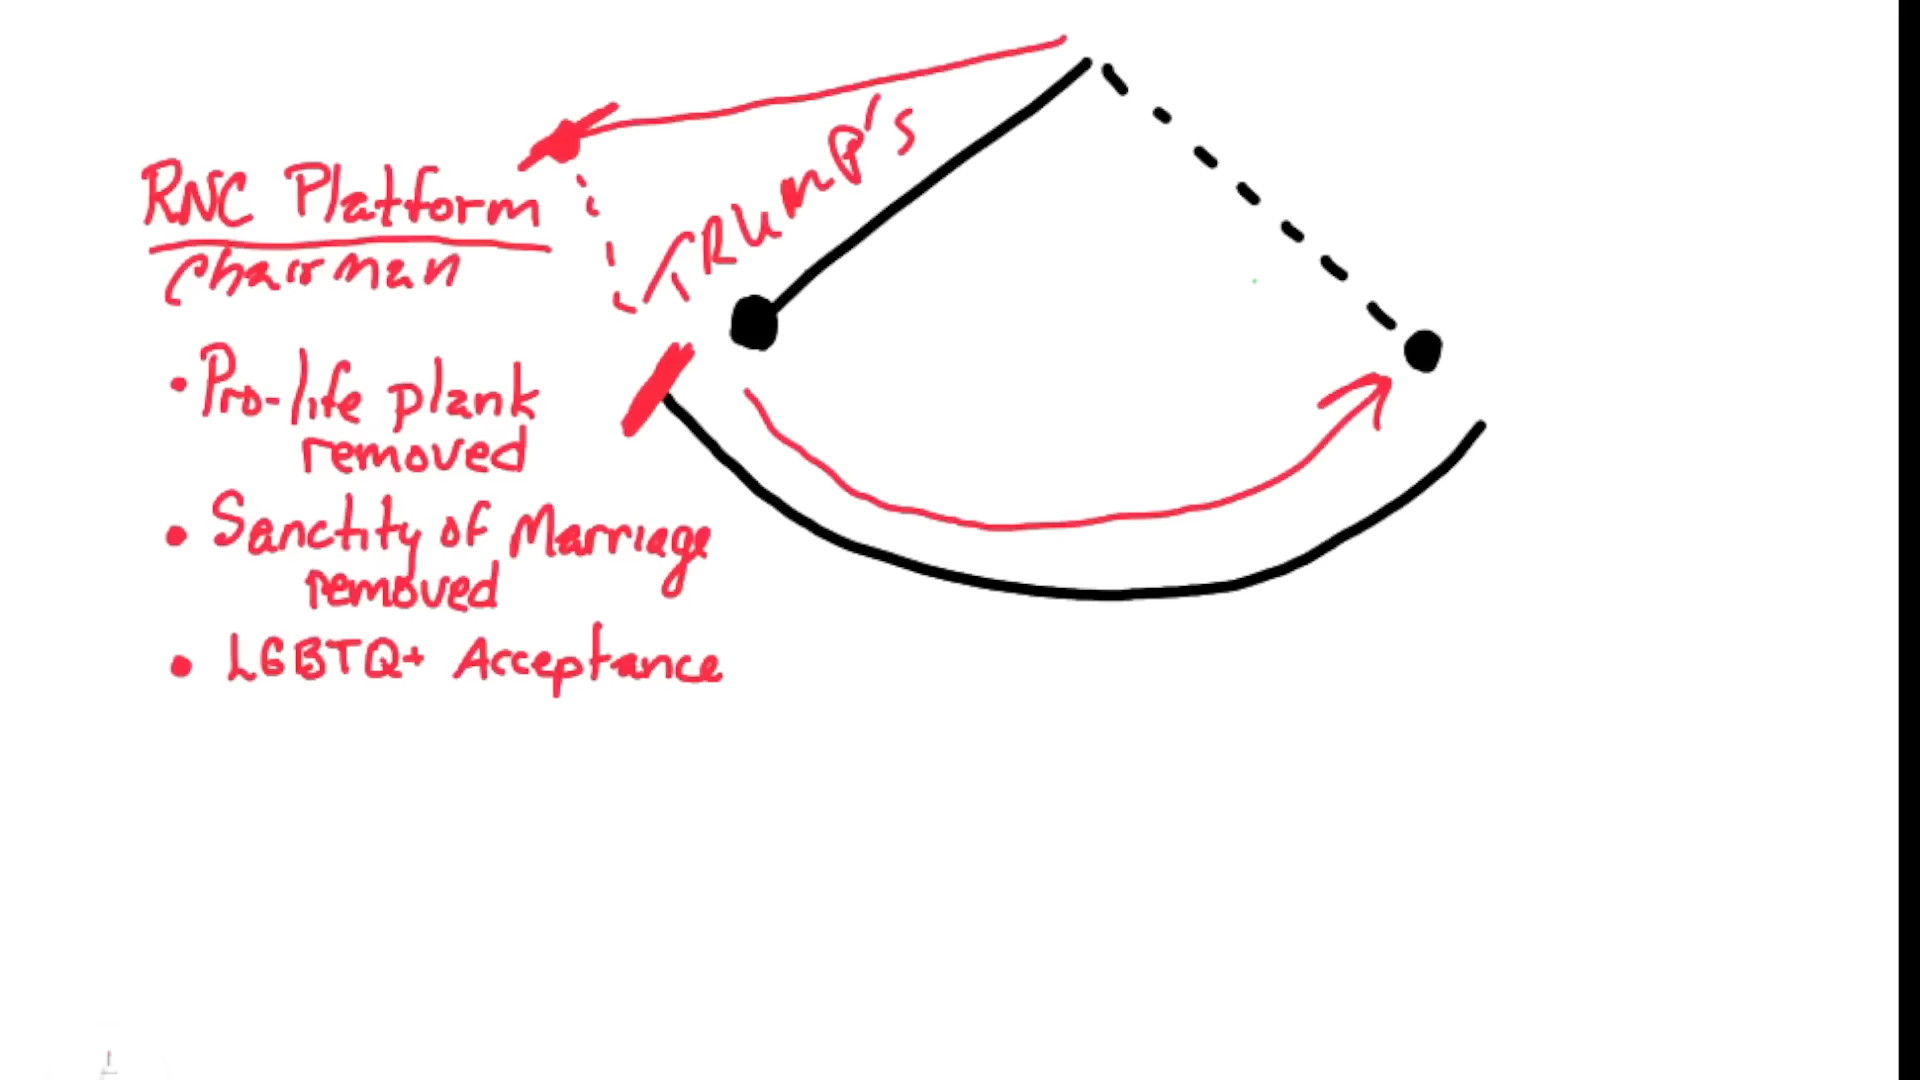 TRUMP's
RNC Platform
Chairman
• Pro-life plank
removed
• Sanctity of Marriage
removed
• LGBTQ+ Acceptance